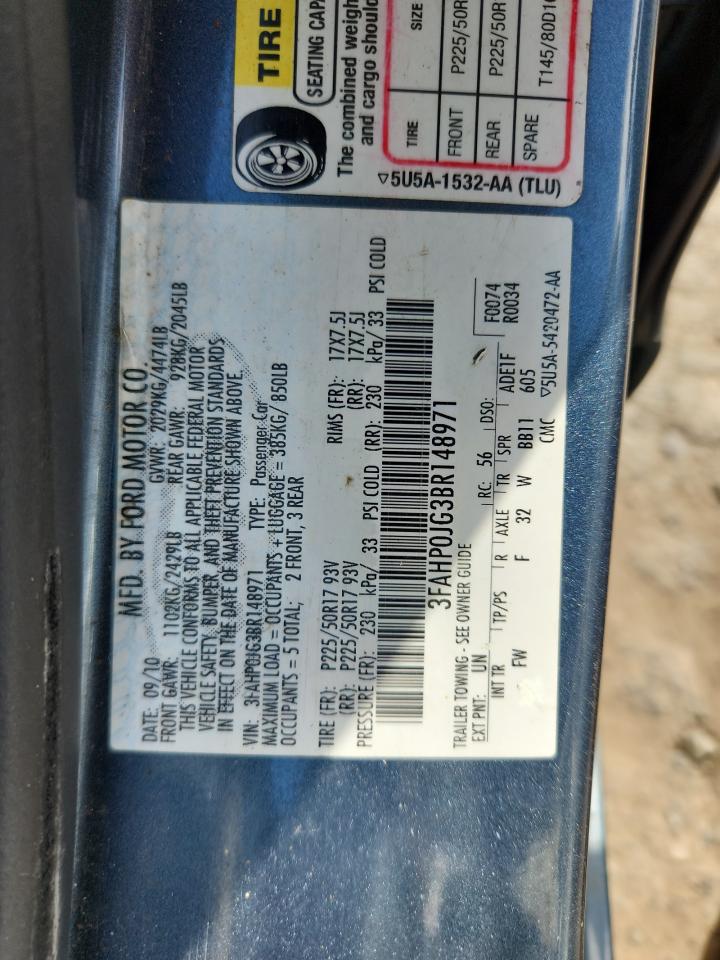 MFD. BY FORD MOTOR CO.
DATE: 09/10 GVWR: 2029KG/4474LB
FRONT GAWR: 1102KG/2429LB REAR GAWR: 928KG/2045LB
THIS VEHICLE CONFORMS TO ALL APPLICABLE FEDERAL MOTOR
VEHICLE SAFETY, BUMPER, AND THEFT PREVENTION STANDARDS
IN EFFECT ON THE DATE OF MANUFACTURE SHOWN ABOVE.
VIN: 3FAHP0JG3BR148971 TYPE: Passenger Car
MAXIMUM LOAD = OCCUPANTS + LUGGAGE = 385KG/ 850LB
OCCUPANTS = 5 TOTAL; 2 FRONT, 3 REAR
TIRE (FR): P225/50R17 93V RIMS (FR): 17X7.5J
(RR): P225/50R17 93V (RR): 17X7.5J
PRESSURE (FR): 230 kPa/ 33 PSI COLD (RR): 230 kPa/ 33 PSI COLD
3FAHP0JG3BR148971
TRAILER TOWING - SEE OWNER GUIDE
EXT PNT: UN RC: 56 DSO: F0074
R0034
INT TR TP/PS R AXLE TR SPR ADE1F
FW F 32 W BB11 605
CMC ▽5U5A-5420472-AA
TIRE
SEATING CAPA
The combined weigh
and cargo shoul
TIRE SIZE
FRONT P225/50R
REAR P225/50R
SPARE T145/80D1
▽5U5A-1532-AA (TLU)